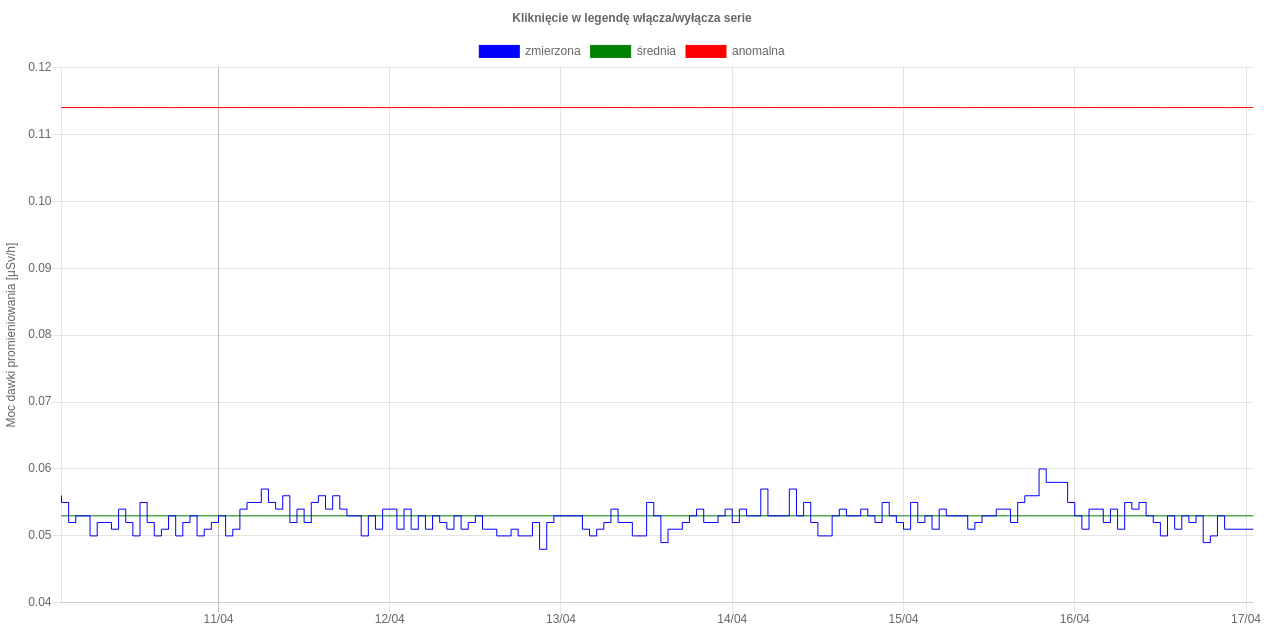 Kliknięcie w legendę włącza/wyłącza serie
zmierzona średnia anomalna
Moc dawki promieniowania [µSv/h]
0.12
0.11
0.10
0.09
0.08
0.07
0.06
0.05
0.04
11/04 12/04 13/04 14/04 15/04 16/04 17/04